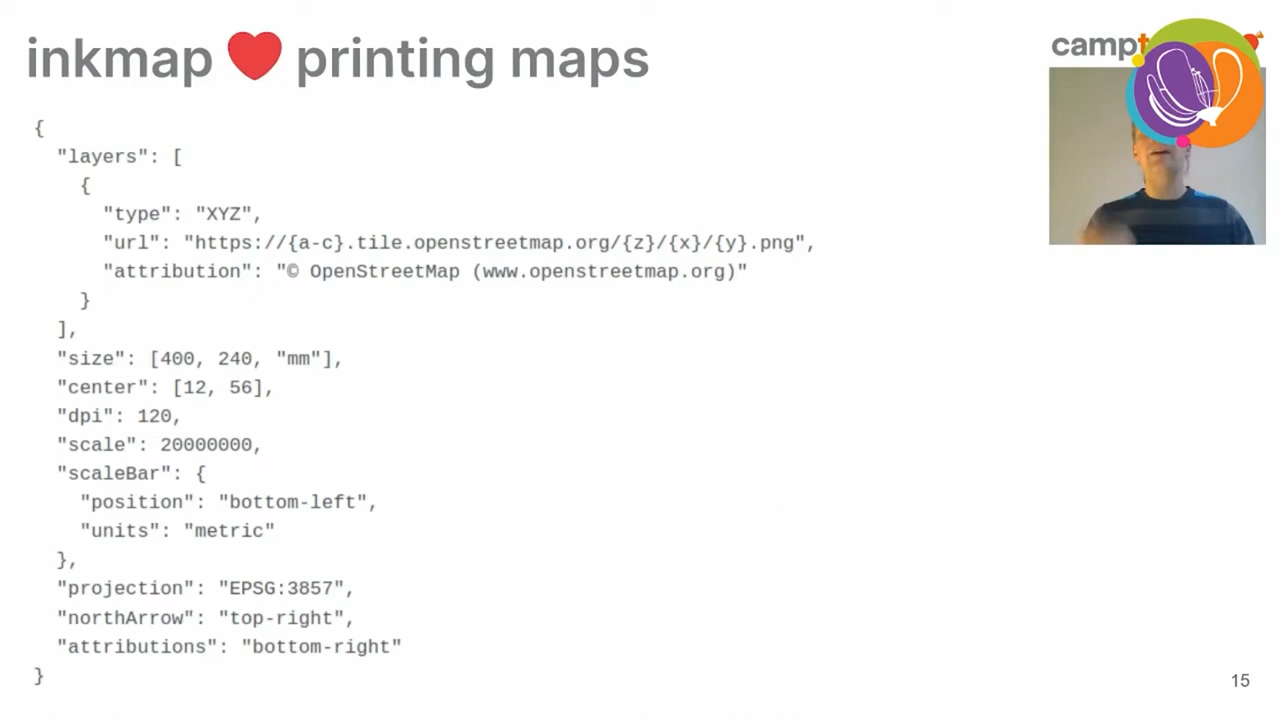 inkmap ❤ printing maps
{
  "layers": [
    {
      "type": "XYZ",
      "url": "https://{a-c}.tile.openstreetmap.org/{z}/{x}/{y}.png",
      "attribution": "© OpenStreetMap (www.openstreetmap.org)"
    }
  ],
  "size": [400, 240, "mm"],
  "center": [12, 56],
  "dpi": 120,
  "scale": 20000000,
  "scaleBar": {
    "position": "bottom-left",
    "units": "metric"
  },
  "projection": "EPSG:3857",
  "northArrow": "top-right",
  "attributions": "bottom-right"
}
15